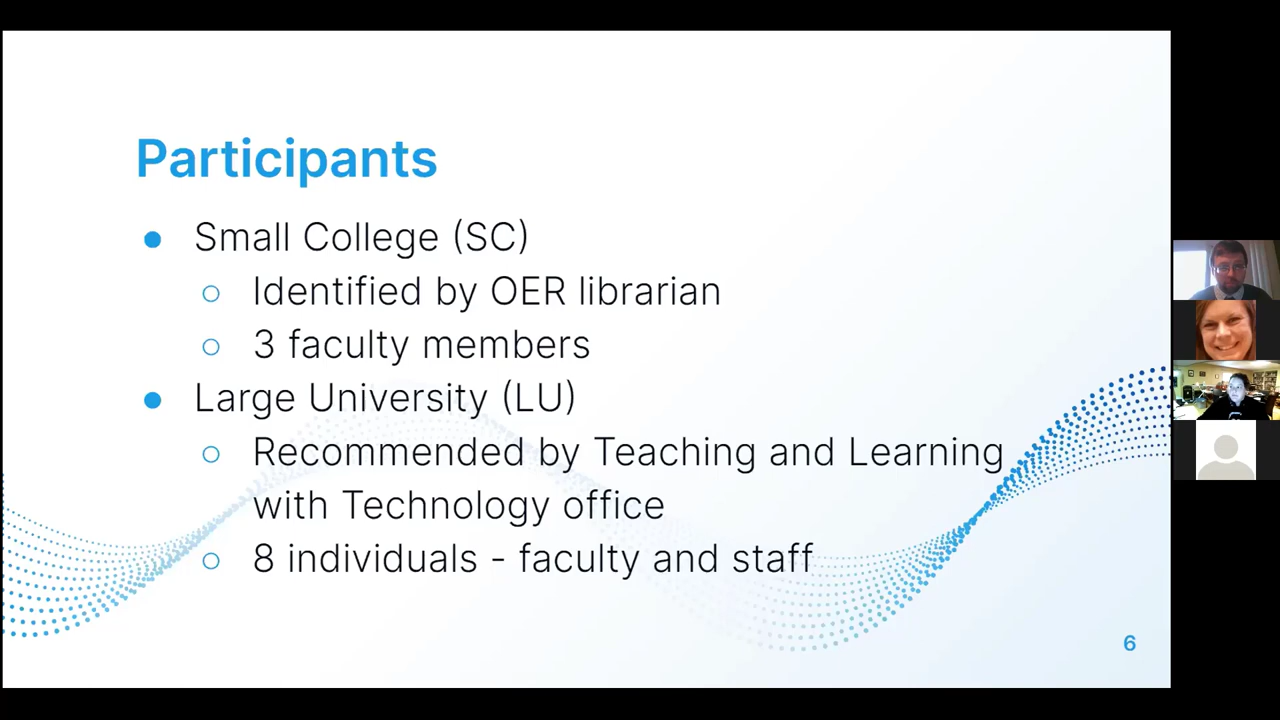 Participants
● Small College (SC)
○ Identified by OER librarian
○ 3 faculty members
● Large University (LU)
○ Recommended by Teaching and Learning
with Technology office
○ 8 individuals - faculty and staff
6